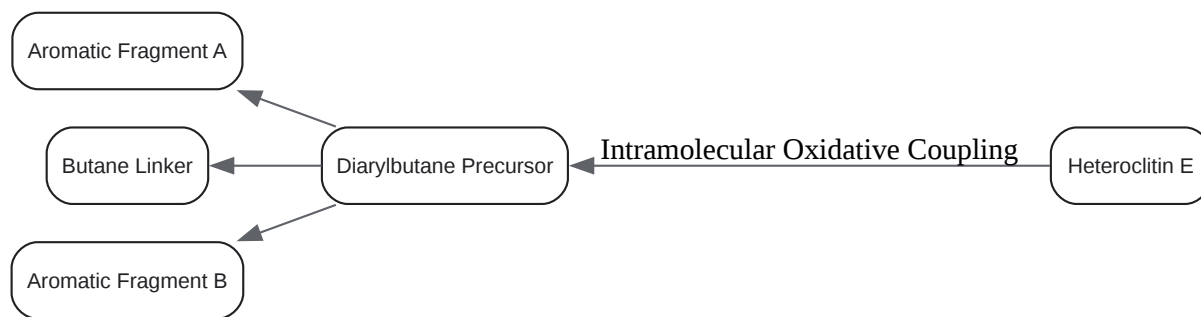 Aromatic Fragment A
Butane Linker
Diarylbutane Precursor
Intramolecular Oxidative Coupling
Heteroclitin E
Aromatic Fragment B